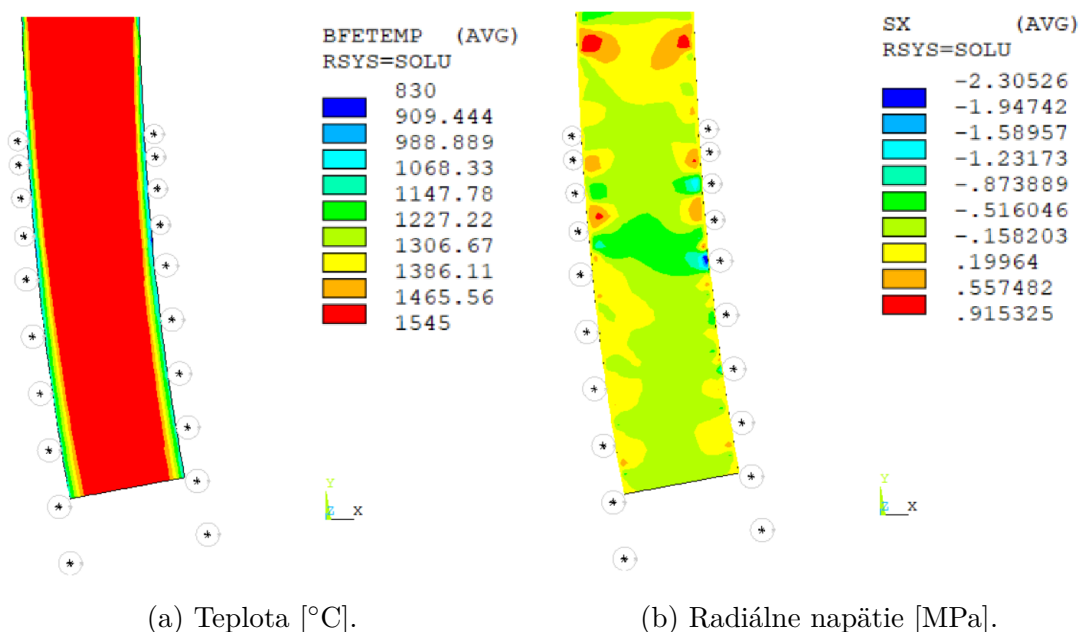 BFETEMP (AVG)
RSYS=SOLU
830
909.444
988.889
1068.33
1147.78
1227.22
1306.67
1386.11
1465.56
1545
Y
Z X
(a) Teplota [°C].
SX (AVG)
RSYS=SOLU
-2.30526
-1.94742
-1.58957
-1.23173
-.873889
-.516046
-.158203
.19964
.557482
.915325
Y
Z X
(b) Radiálne napätie [MPa].